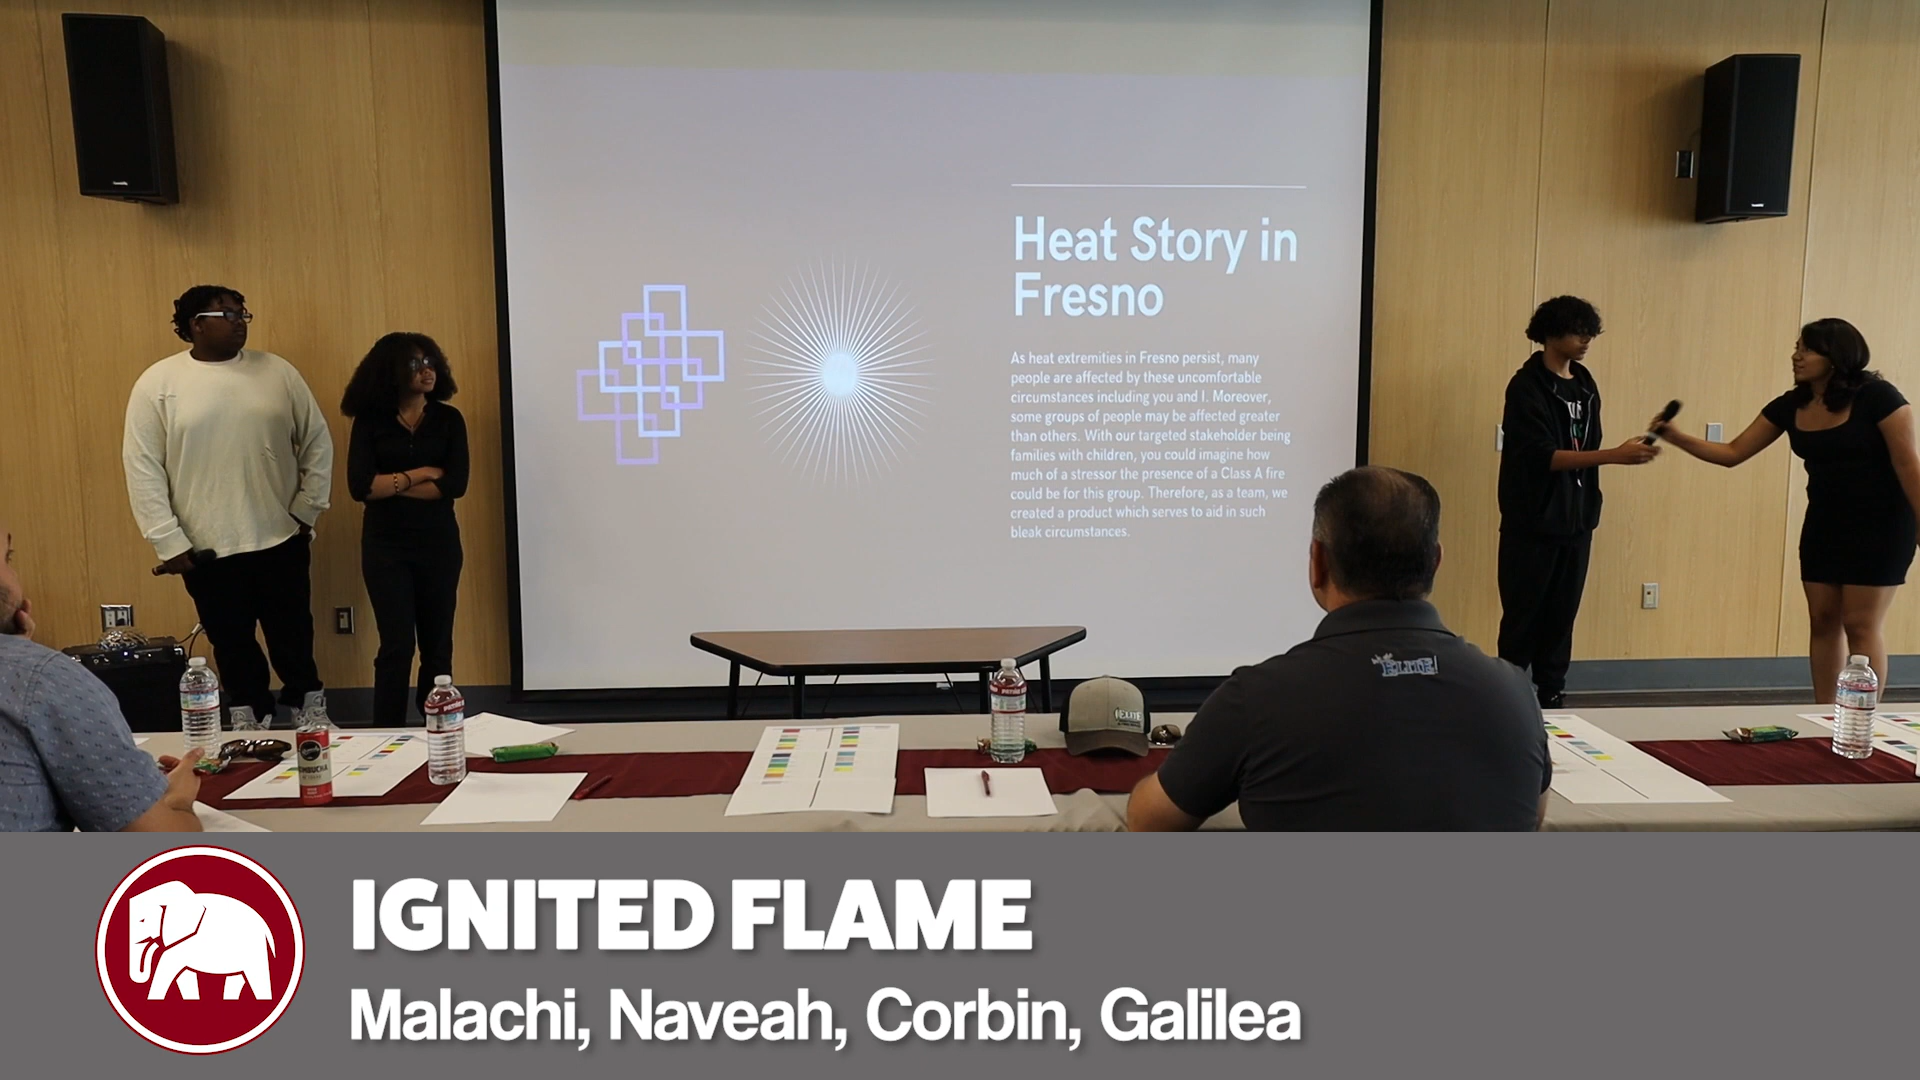 Heat Story in
Fresno
As heat extremities in Fresno persist, many
people are affected by these uncomfortable
circumstances including you and I. Moreover,
some groups of people may be affected greater
than others. With our targeted stakeholder being
families with children, you could imagine how
much of a stressor the presence of a Class A fire
could be for this group. Therefore, as a team, we
created a product which serves to aid in such
bleak circumstances.
ELITE
ELITE
KOMBUCHA
IGNITED FLAME
Malachi, Naveah, Corbin, Galilea